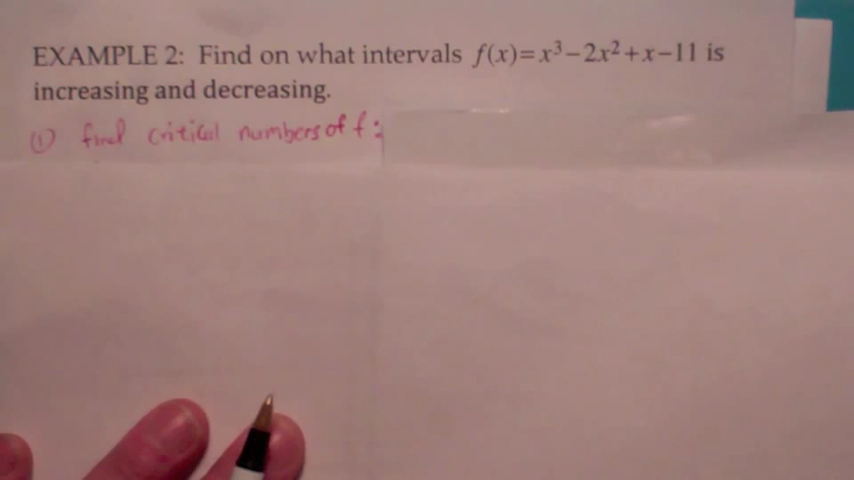 EXAMPLE 2: Find on what intervals f(x)=x³−2x²+x−11 is
increasing and decreasing.
(1) find critical numbers of f: